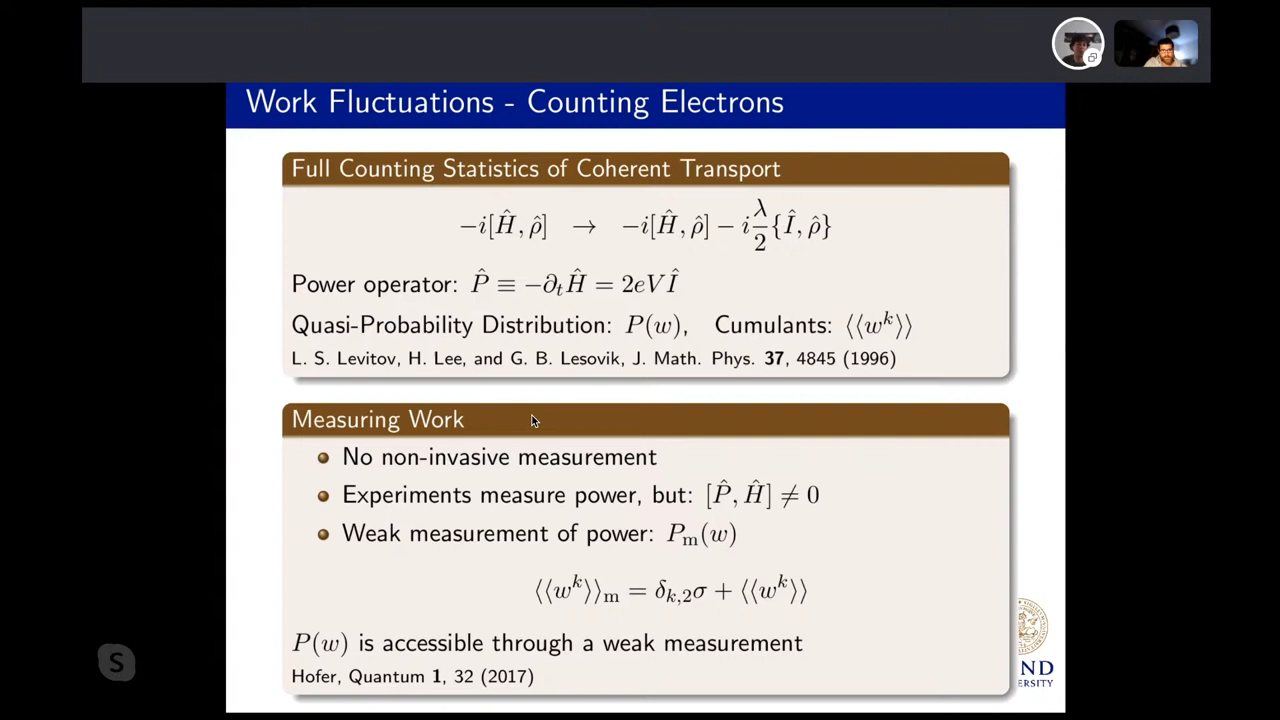 Work Fluctuations - Counting Electrons
Full Counting Statistics of Coherent Transport
−i[Ĥ, ρ̂] → −i[Ĥ, ρ̂] − i λ/2 {Î, ρ̂}
Power operator: P̂ ≡ −∂ₜĤ = 2eVÎ
Quasi-Probability Distribution: P(w), Cumulants: ⟨⟨wᵏ⟩⟩
L. S. Levitov, H. Lee, and G. B. Lesovik, J. Math. Phys. 37, 4845 (1996)
Measuring Work
No non-invasive measurement
Experiments measure power, but: [P̂, Ĥ] ≠ 0
Weak measurement of power: Pₘ(w)
⟨⟨wᵏ⟩⟩ₘ = δₖ,₂σ + ⟨⟨wᵏ⟩⟩
P(w) is accessible through a weak measurement
Hofer, Quantum 1, 32 (2017)
S